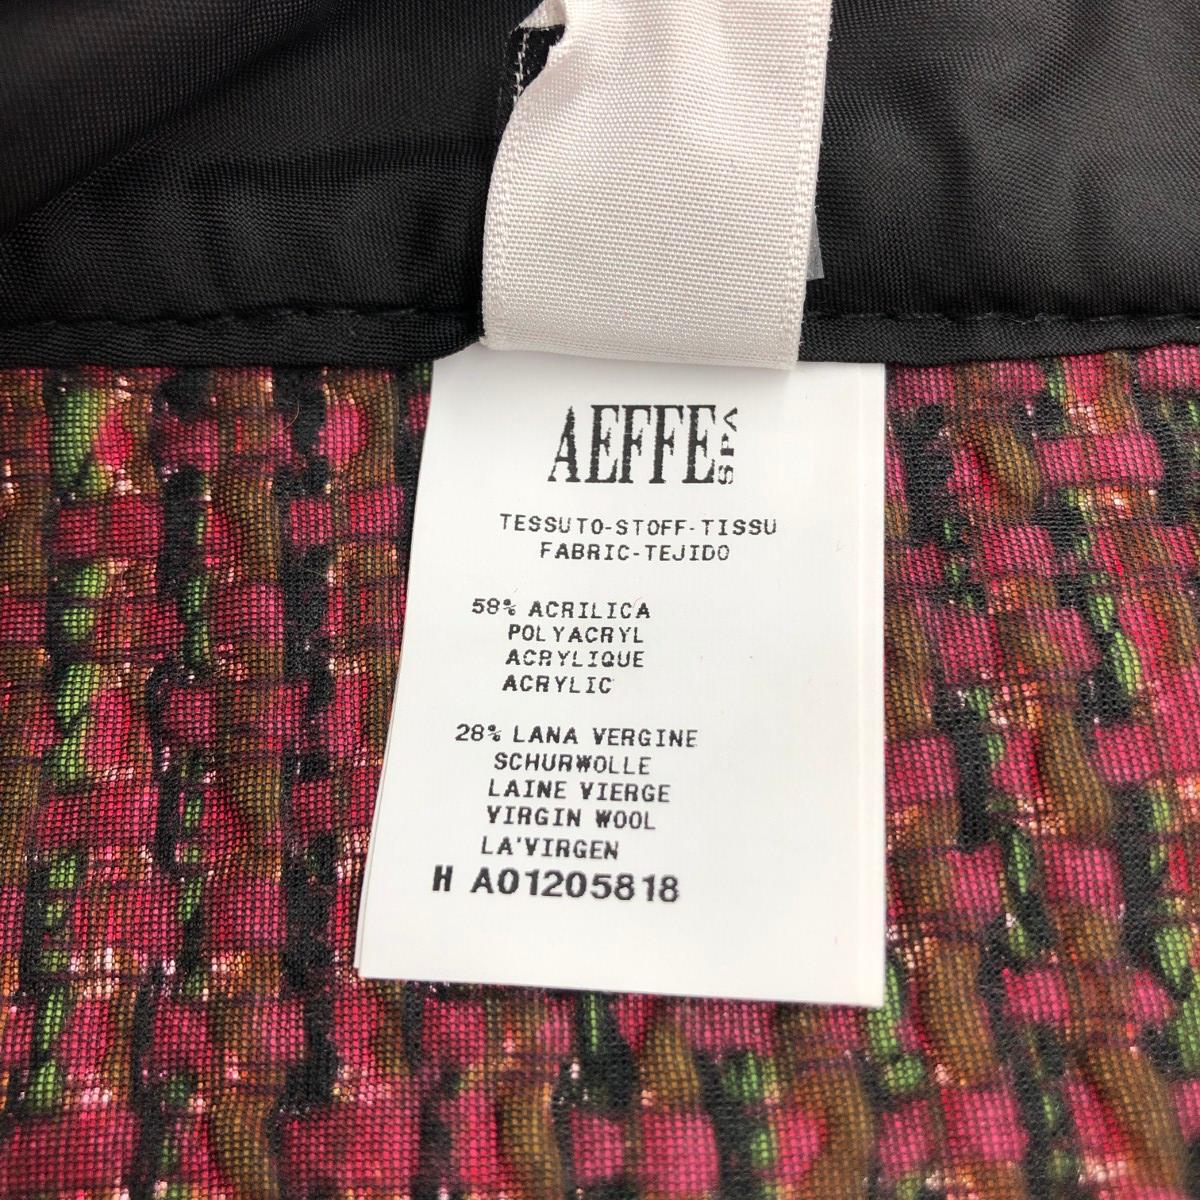 AEFFE SPA
TESSUTO-STOFF-TISSU
FABRIC-TEJIDO
58% ACRILICA
POLYACRYL
ACRYLIQUE
ACRYLIC
28% LANA VERGINE
SCHURWOLLE
LAINE VIERGE
VIRGIN WOOL
LA'VIRGEN
H A01205818